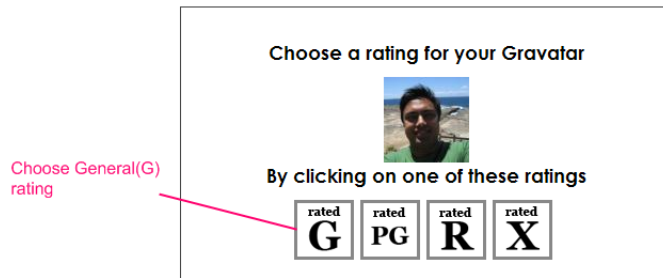 Choose a rating for your Gravatar
By clicking on one of these ratings
Choose General(G)
rating
rated rated rated rated
G PG R X